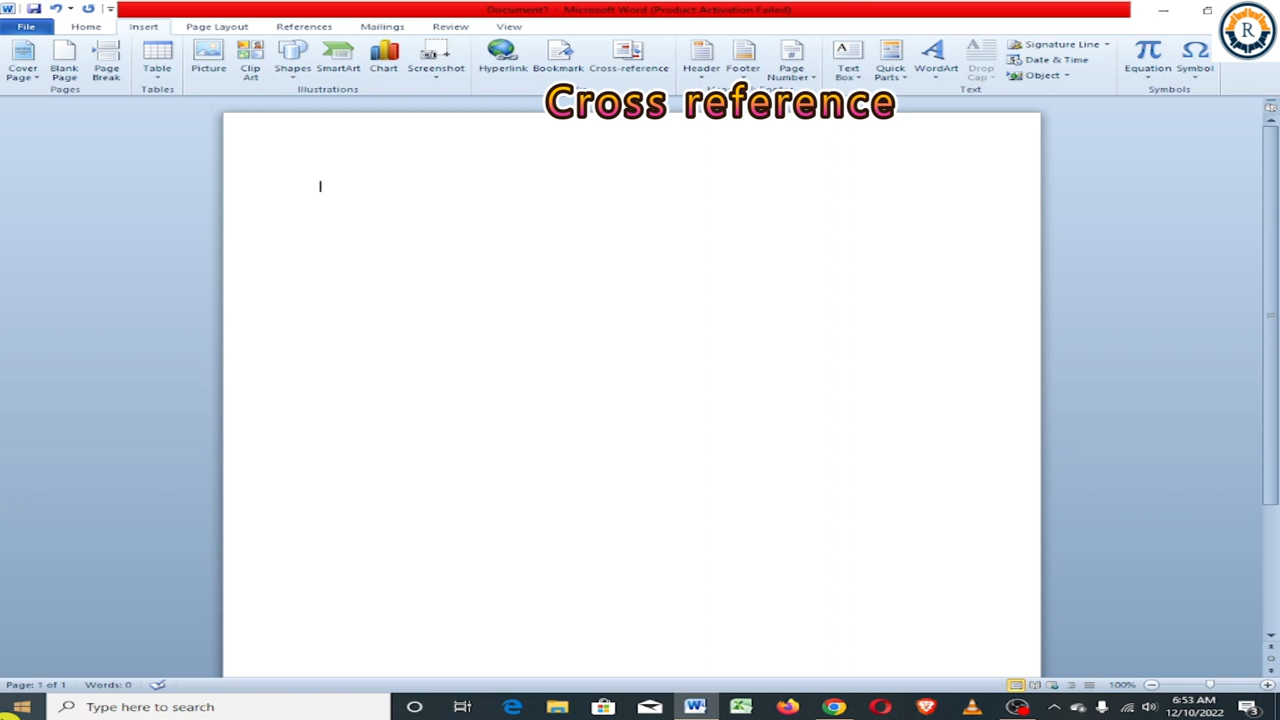 Document1 - Microsoft Word (Product Activation Failed)
File Home Insert Page Layout References Mailings Review View
R
Cover Page
Blank Page
Page Break
Table
Picture
Clip Art
Shapes
SmartArt
Chart
Screenshot
Hyperlink
Bookmark
Cross-reference
Header
Footer
Page Number
Text Box
Quick Parts
WordArt
Drop Cap
Signature Line
Date & Time
Object
Equation
Symbol
Pages Tables Illustrations Text Symbols
Cross reference
Page: 1 of 1 Words: 0 100%
Type here to search
6:53 AM
12/10/2022
3